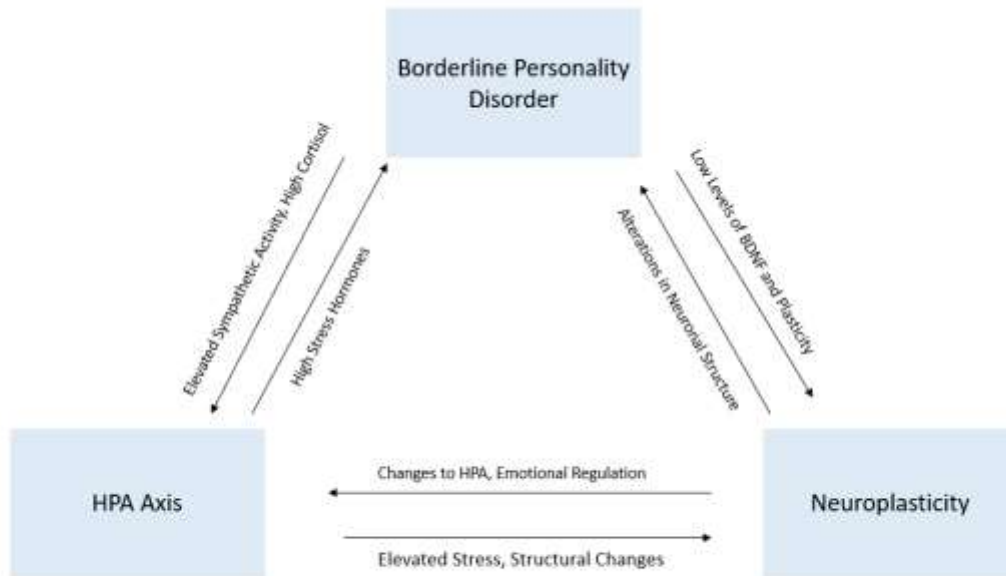 Borderline Personality
Disorder
Elevated Sympathetic Activity, High Cortisol
High Stress Hormones
Low Levels of BDNF and Plasticity
Alterations in Neuronial Structure
HPA Axis
Changes to HPA, Emotional Regulation
Elevated Stress, Structural Changes
Neuroplasticity